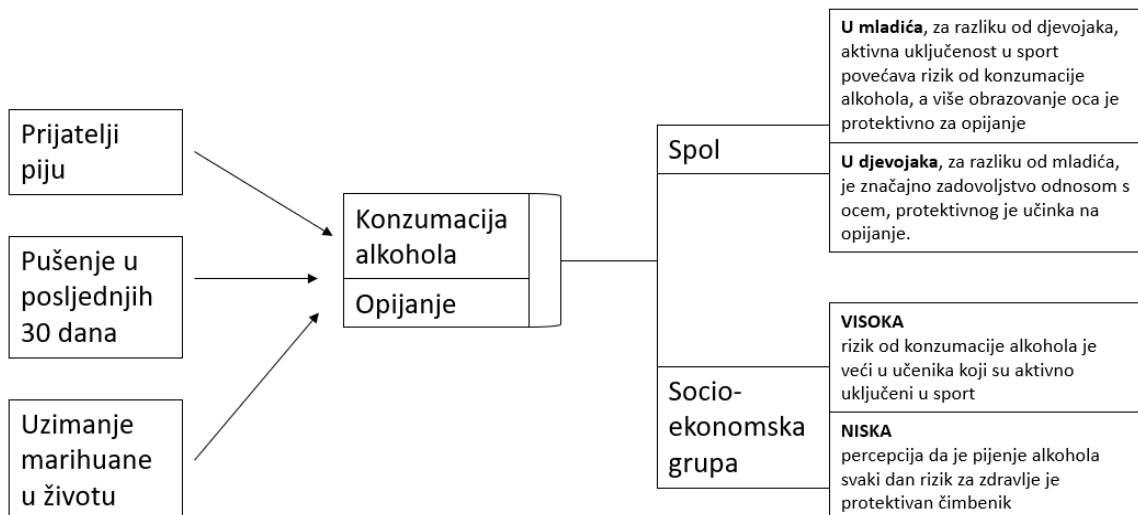 Prijatelji
piju
Pušenje u
posljednjih
30 dana
Uzimanje
marihuane
u životu
Konzumacija
alkohola
Opijanje
Spol
U mladića, za razliku od djevojaka,
aktivna uključenost u sport
povećava rizik od konzumacije
alkohola, a više obrazovanje oca je
protektivno za opijanje
U djevojaka, za razliku od mladića,
je značajno zadovoljstvo odnosom s
ocem, protektivnog je učinka na
opijanje.
Socio-
ekonomska
grupa
VISOKA
rizik od konzumacije alkohola je
veći u učenika koji su aktivno
uključeni u sport
NISKA
percepcija da je pijenje alkohola
svaki dan rizik za zdravlje je
protektivan čimbenik